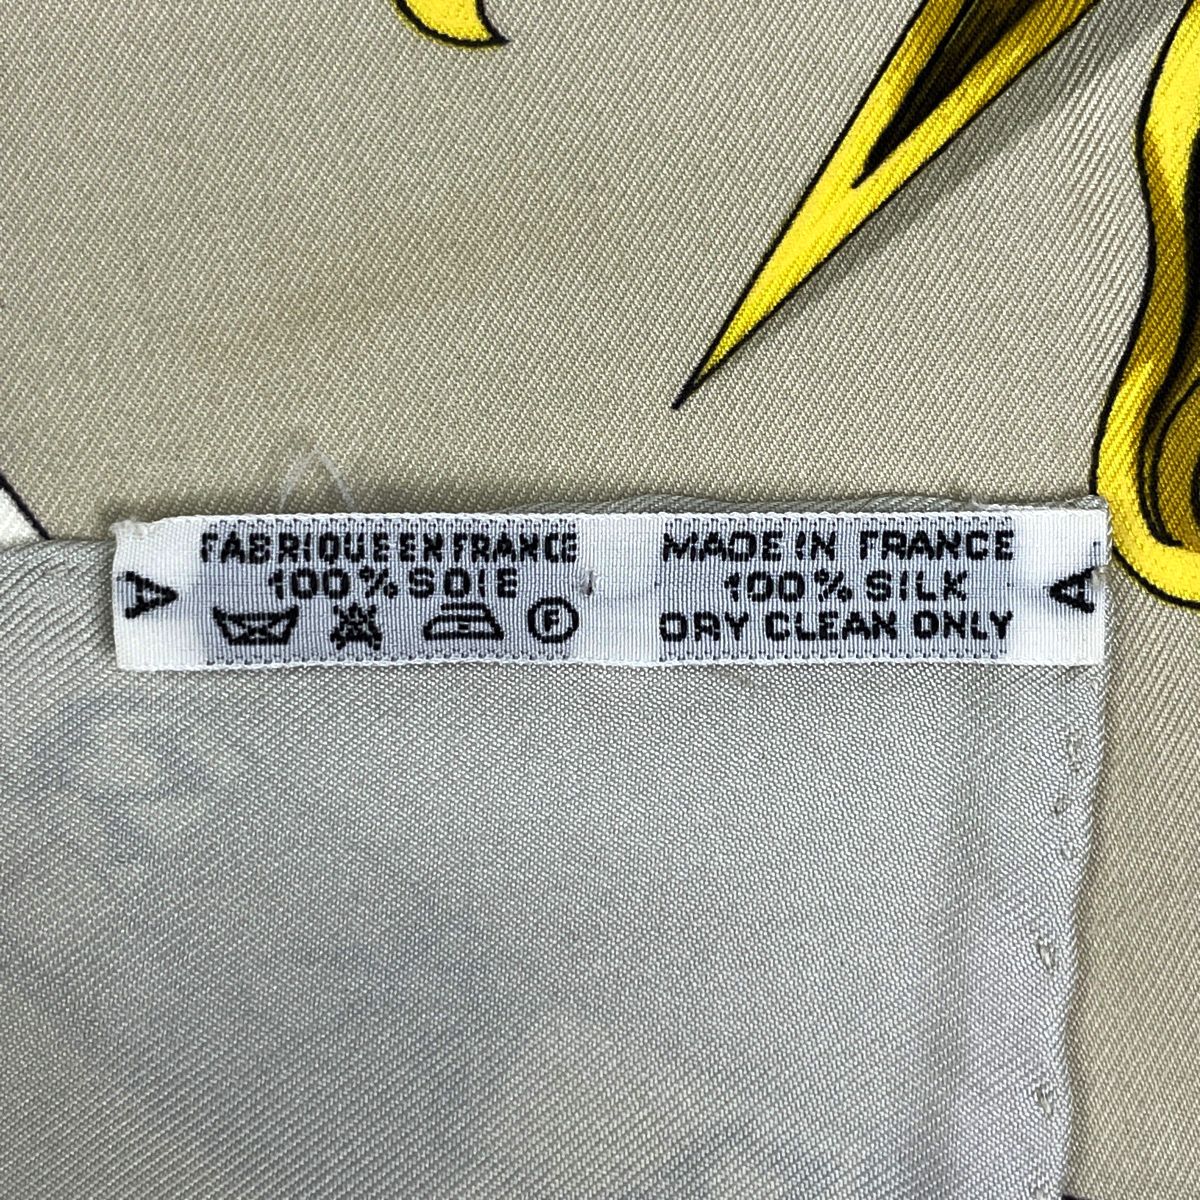 FABRIQUE EN FRANCE
100% SOIE
F
MADE IN FRANCE
100% SILK
DRY CLEAN ONLY
A
A